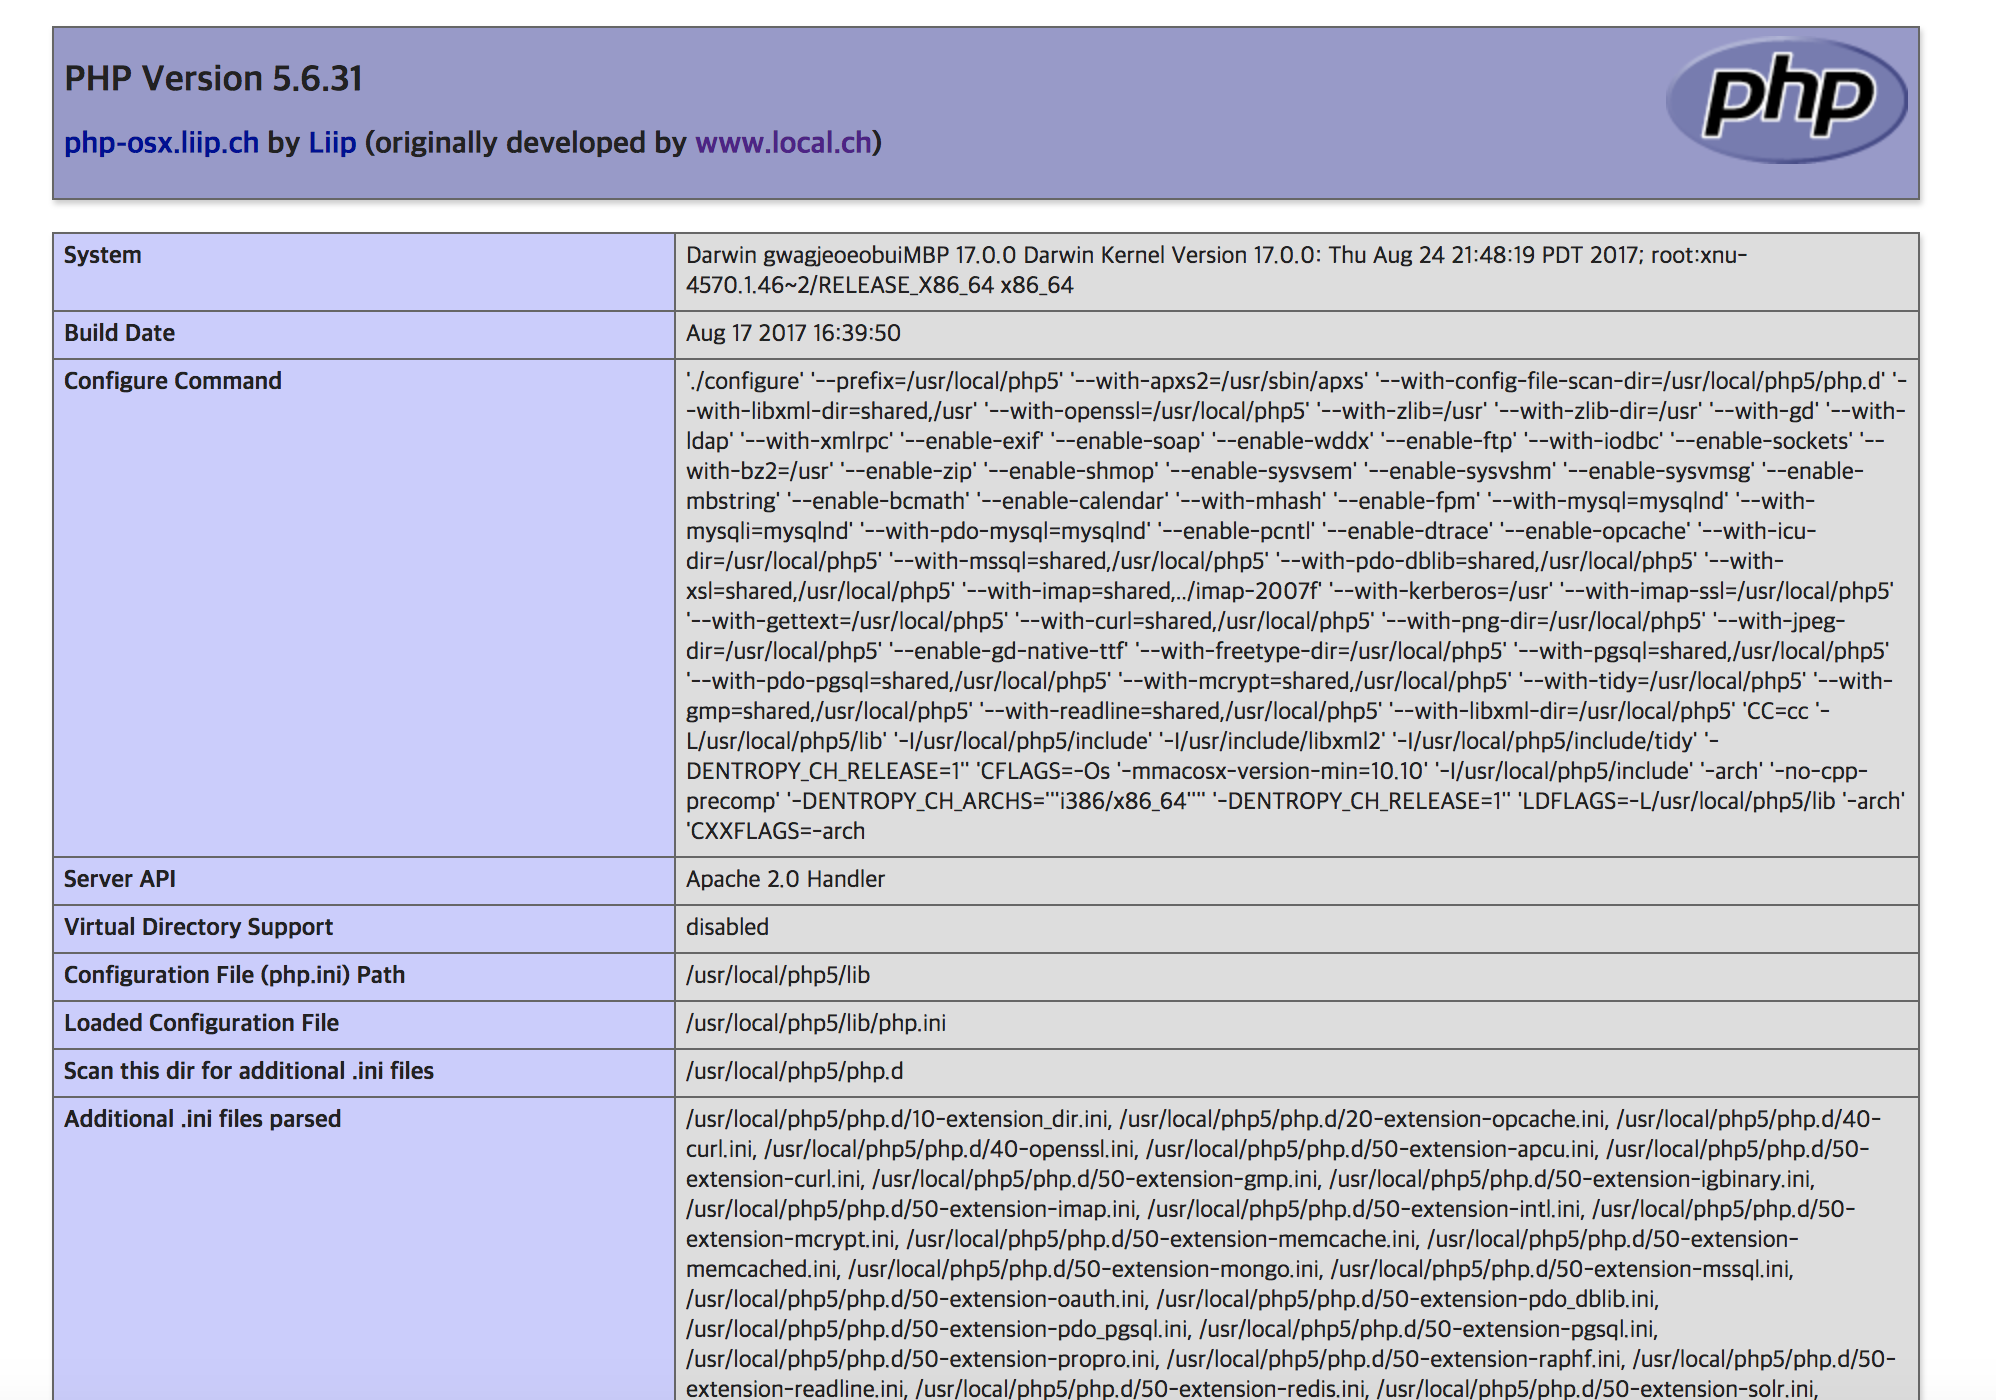 PHP Version 5.6.31
php
php-osx.liip.ch by Liip (originally developed by www.local.ch)
System
Darwin gwagjeoeobuiMBP 17.0.0 Darwin Kernel Version 17.0.0: Thu Aug 24 21:48:19 PDT 2017; root:xnu-
4570.1.46~2/RELEASE_X86_64 x86_64
Build Date
Aug 17 2017 16:39:50
Configure Command
'./configure' '--prefix=/usr/local/php5' '--with-apxs2=/usr/sbin/apxs' '--with-config-file-scan-dir=/usr/local/php5/php.d' '-
-with-libxml-dir=shared,/usr' '--with-openssl=/usr/local/php5' '--with-zlib=/usr' '--with-zlib-dir=/usr' '--with-gd' '--with-
ldap' '--with-xmlrpc' '--enable-exif' '--enable-soap' '--enable-wddx' '--enable-ftp' '--with-iodbc' '--enable-sockets' '--
with-bz2=/usr' '--enable-zip' '--enable-shmop' '--enable-sysvsem' '--enable-sysvshm' '--enable-sysvmsg' '--enable-
mbstring' '--enable-bcmath' '--enable-calendar' '--with-mhash' '--enable-fpm' '--with-mysql=mysqlnd' '--with-
mysqli=mysqlnd' '--with-pdo-mysql=mysqlnd' '--enable-pcntl' '--enable-dtrace' '--enable-opcache' '--with-icu-
dir=/usr/local/php5' '--with-mssql=shared,/usr/local/php5' '--with-pdo-dblib=shared,/usr/local/php5' '--with-
xsl=shared,/usr/local/php5' '--with-imap=shared,../imap-2007f' '--with-kerberos=/usr' '--with-imap-ssl=/usr/local/php5'
'--with-gettext=/usr/local/php5' '--with-curl=shared,/usr/local/php5' '--with-png-dir=/usr/local/php5' '--with-jpeg-
dir=/usr/local/php5' '--enable-gd-native-ttf' '--with-freetype-dir=/usr/local/php5' '--with-pgsql=shared,/usr/local/php5'
'--with-pdo-pgsql=shared,/usr/local/php5' '--with-mcrypt=shared,/usr/local/php5' '--with-tidy=/usr/local/php5' '--with-
gmp=shared,/usr/local/php5' '--with-readline=shared,/usr/local/php5' '--with-libxml-dir=/usr/local/php5' 'CC=cc '-
L/usr/local/php5/lib' '-I/usr/local/php5/include' '-I/usr/include/libxml2' '-I/usr/local/php5/include/tidy' '-
DENTROPY_CH_RELEASE=1'' 'CFLAGS=-Os '-mmacosx-version-min=10.10' '-I/usr/local/php5/include' '-arch' '-no-cpp-
precomp' '-DENTROPY_CH_ARCHS='''i386/x86_64'''' '-DENTROPY_CH_RELEASE=1'' 'LDFLAGS=-L/usr/local/php5/lib '-arch'
'CXXFLAGS=-arch
Server API
Apache 2.0 Handler
Virtual Directory Support
disabled
Configuration File (php.ini) Path
/usr/local/php5/lib
Loaded Configuration File
/usr/local/php5/lib/php.ini
Scan this dir for additional .ini files
/usr/local/php5/php.d
Additional .ini files parsed
/usr/local/php5/php.d/10-extension_dir.ini, /usr/local/php5/php.d/20-extension-opcache.ini, /usr/local/php5/php.d/40-
curl.ini, /usr/local/php5/php.d/40-openssl.ini, /usr/local/php5/php.d/50-extension-apcu.ini, /usr/local/php5/php.d/50-
extension-curl.ini, /usr/local/php5/php.d/50-extension-gmp.ini, /usr/local/php5/php.d/50-extension-igbinary.ini,
/usr/local/php5/php.d/50-extension-imap.ini, /usr/local/php5/php.d/50-extension-intl.ini, /usr/local/php5/php.d/50-
extension-mcrypt.ini, /usr/local/php5/php.d/50-extension-memcache.ini, /usr/local/php5/php.d/50-extension-
memcached.ini, /usr/local/php5/php.d/50-extension-mongo.ini, /usr/local/php5/php.d/50-extension-mssql.ini,
/usr/local/php5/php.d/50-extension-oauth.ini, /usr/local/php5/php.d/50-extension-pdo_dblib.ini,
/usr/local/php5/php.d/50-extension-pdo_pgsql.ini, /usr/local/php5/php.d/50-extension-pgsql.ini,
/usr/local/php5/php.d/50-extension-propro.ini, /usr/local/php5/php.d/50-extension-raphf.ini, /usr/local/php5/php.d/50-
extension-readline.ini, /usr/local/php5/php.d/50-extension-redis.ini, /usr/local/php5/php.d/50-extension-solr.ini,